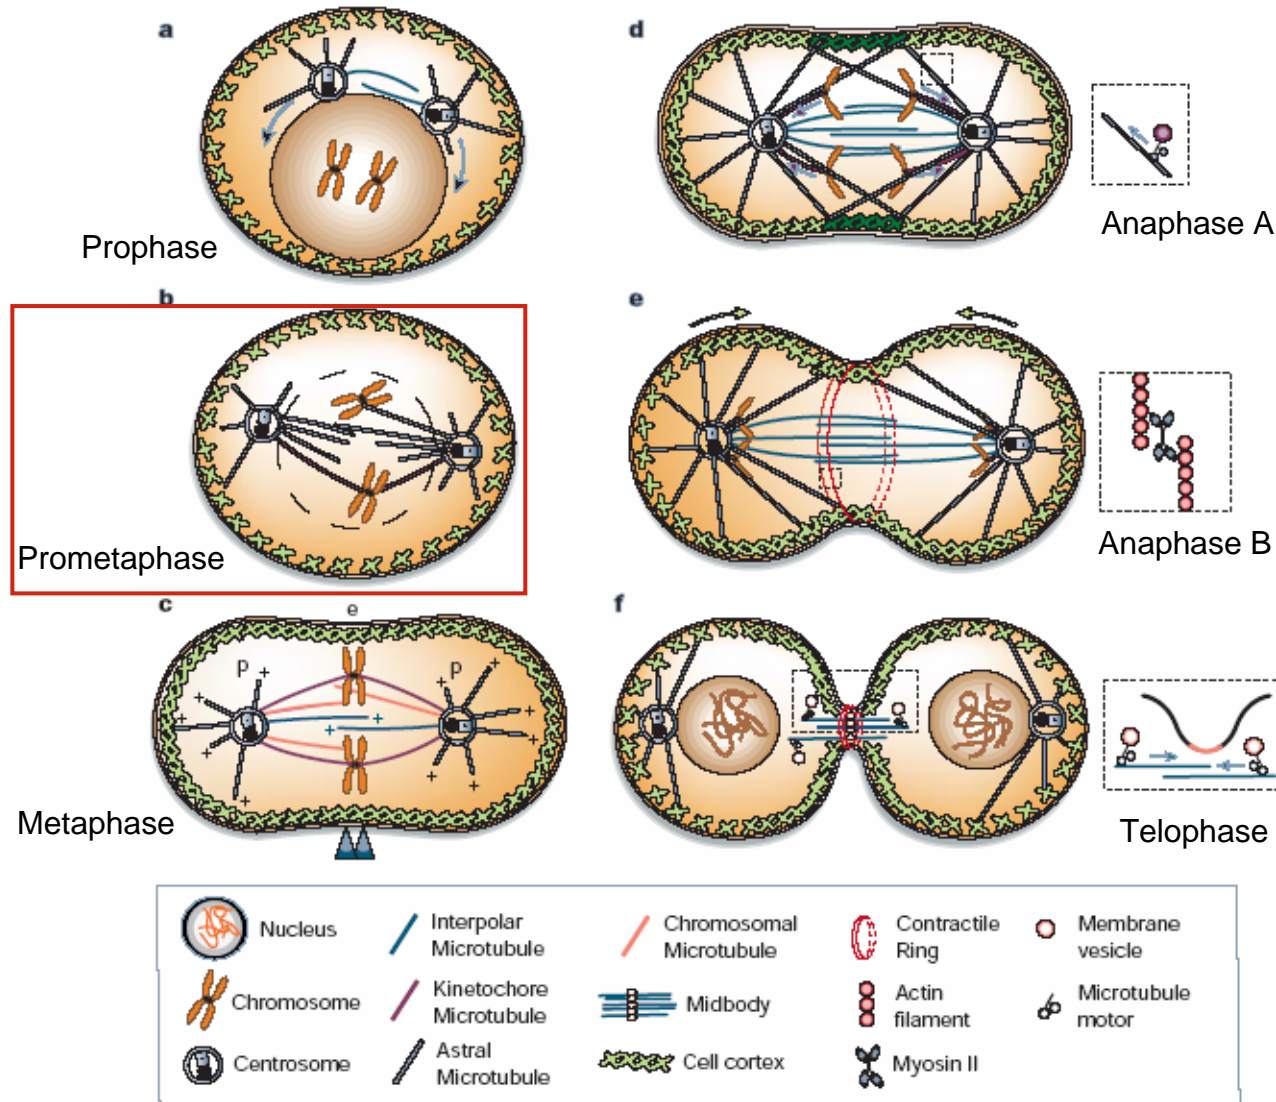 a
Prophase
b
Prometaphase
c
e
p
p
+
+
+
+
+
+
+
+
+
+
+
+
Metaphase
d
Anaphase A
e
Anaphase B
f
Telophase
Nucleus
Interpolar
Microtubule
Chromosomal
Microtubule
Contractile
Ring
Membrane
vesicle
Chromosome
Kinetochore
Microtubule
Midbody
Actin
filament
Microtubule
motor
Centrosome
Astral
Microtubule
Cell cortex
Myosin II